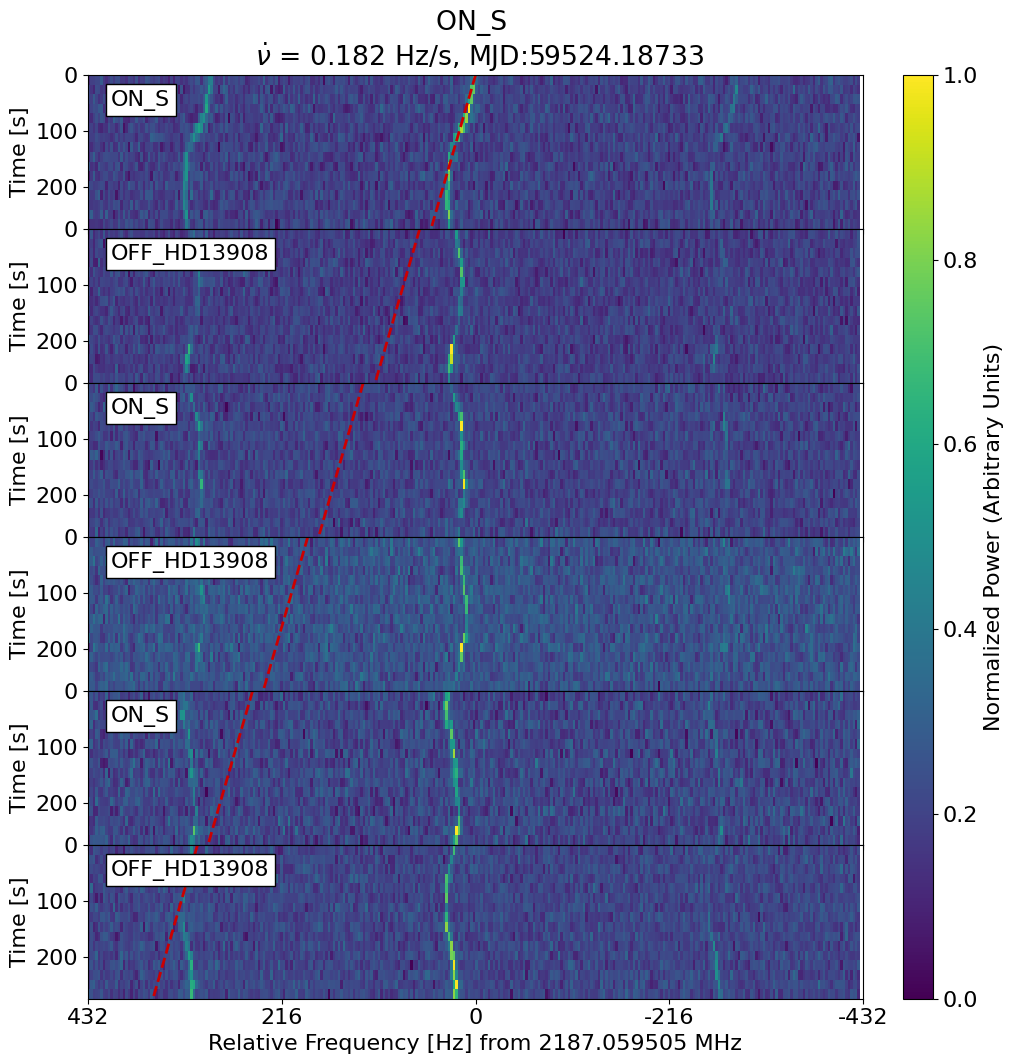 ON_S
ν̇ = 0.182 Hz/s, MJD:59524.18733
0
ON_S
100
Time [s]
200
0
OFF_HD13908
100
Time [s]
200
0
ON_S
100
Time [s]
200
0
OFF_HD13908
100
Time [s]
200
0
ON_S
100
Time [s]
200
0
OFF_HD13908
100
Time [s]
200
432 216 0 -216 -432
Relative Frequency [Hz] from 2187.059505 MHz
1.0
0.8
0.6
0.4
0.2
0.0
Normalized Power (Arbitrary Units)